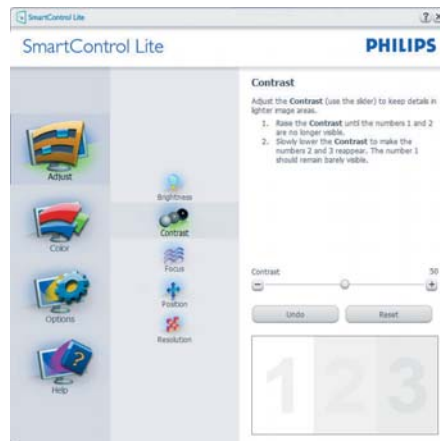 SmartControl Lite
SmartControl Lite
PHILIPS
Adjust
Color
Options
Help
Brightness
Contrast
Focus
Position
Resolution
Contrast
Adjust the Contrast (use the slider) to keep details in
lighter image areas.
1. Raise the Contrast until the numbers 1 and 2
are no longer visible.
2. Slowly lower the Contrast to make the
numbers 2 and 3 reappear. The number 1
should remain barely visible.
Contrast 50
Undo Reset
1 2 3